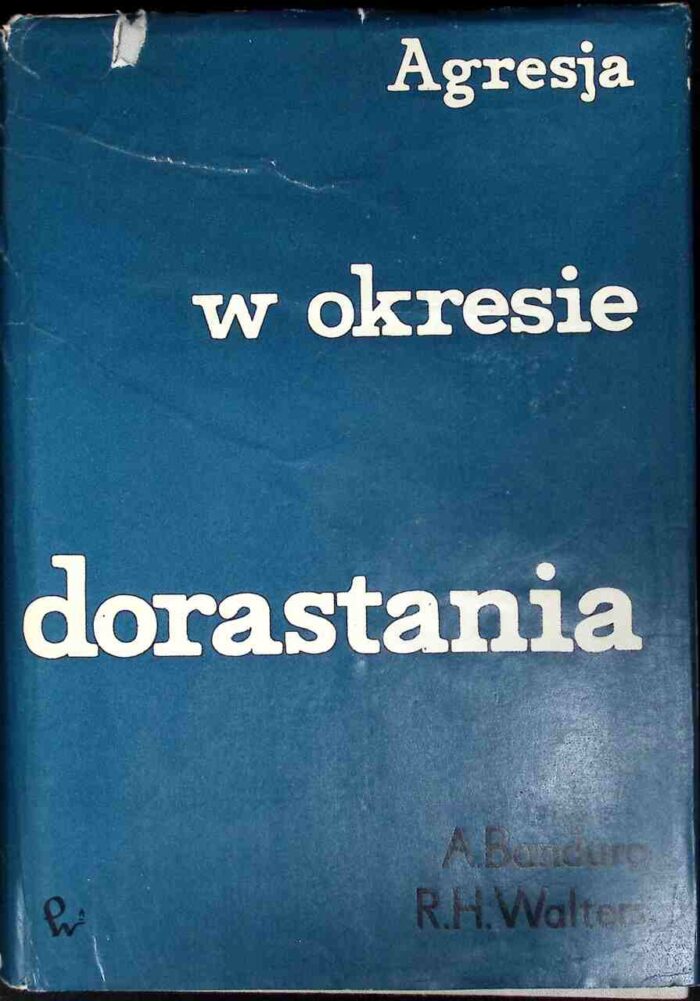 Agresja
w okresie
dorastania
A. Bandura
R.H. Walters.